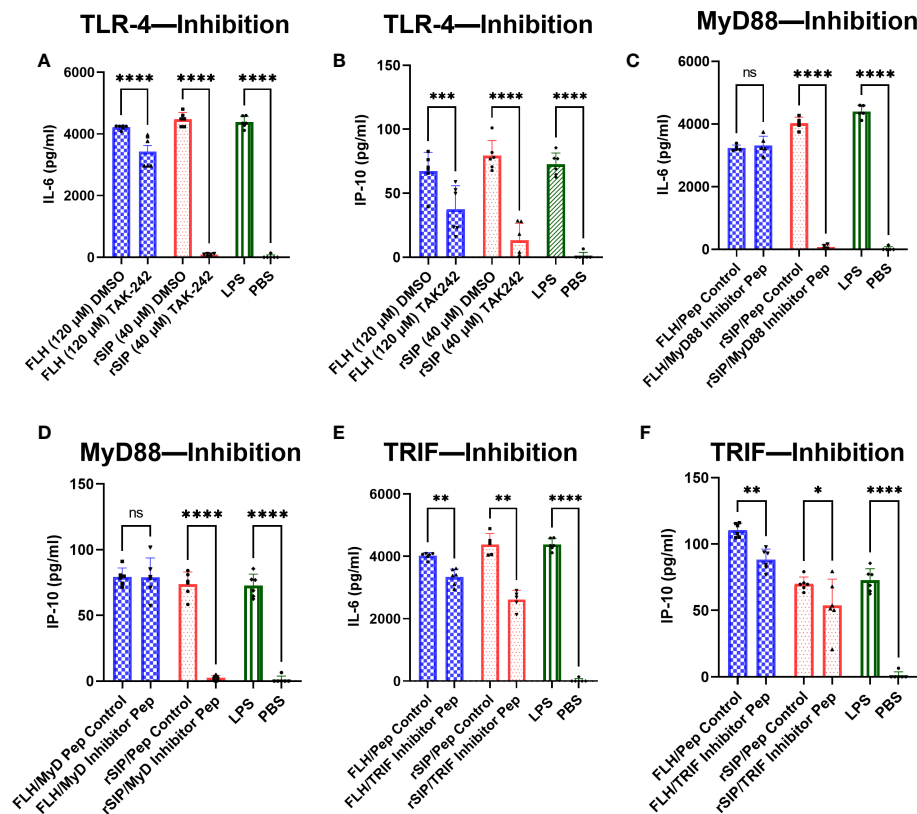 TLR-4—Inhibition
A
6000
4000
2000
0
IL-6 (pg/ml)
**** **** ****
FLH (120 μM) DMSO
FLH (120 μM) TAK-242
rSIP (40 μM) DMSO
rSIP (40 μM) TAK-242
LPS
PBS
TLR-4—Inhibition
B
150
100
50
0
IP-10 (pg/ml)
*** **** ****
FLH (120 μM) DMSO
FLH (120 μM) TAK242
rSIP (40 μM) DMSO
rSIP (40 μM) TAK242
LPS
PBS
MyD88—Inhibition
C
6000
4000
2000
0
IL-6 (pg/ml)
ns **** ****
FLH/Pep Control
FLH/MyD88 Inhibitor Pep
rSIP/Pep Control
rSIP/MyD88 Inhibitor Pep
LPS
PBS
MyD88—Inhibition
D
150
100
50
0
IP-10 (pg/ml)
ns **** ****
FLH/MyD Pep Control
FLH/MyD Inhibitor Pep
rSIP/Pep Control
rSIP/MyD Inhibitor Pep
LPS
PBS
TRIF—Inhibition
E
6000
4000
2000
0
IL-6 (pg/ml)
** ** ****
FLH/Pep Control
FLH/TRIF Inhibitor Pep
rSIP/Pep Control
rSIP/TRIF Inhibitor Pep
LPS
PBS
TRIF—Inhibition
F
150
100
50
0
IP-10 (pg/ml)
** * ****
FLH/Pep Control
FLH/TRIF Inhibitor Pep
rSIP/Pep Control
rSIP/TRIF Inhibitor Pep
LPS
PBS